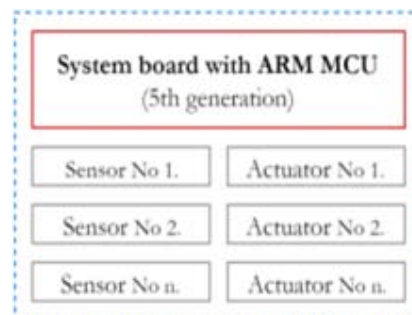 System board with ARM MCU
(5th generation)
Sensor No 1.
Actuator No 1.
Sensor No 2.
Actuator No 2.
Sensor No n.
Actuator No n.